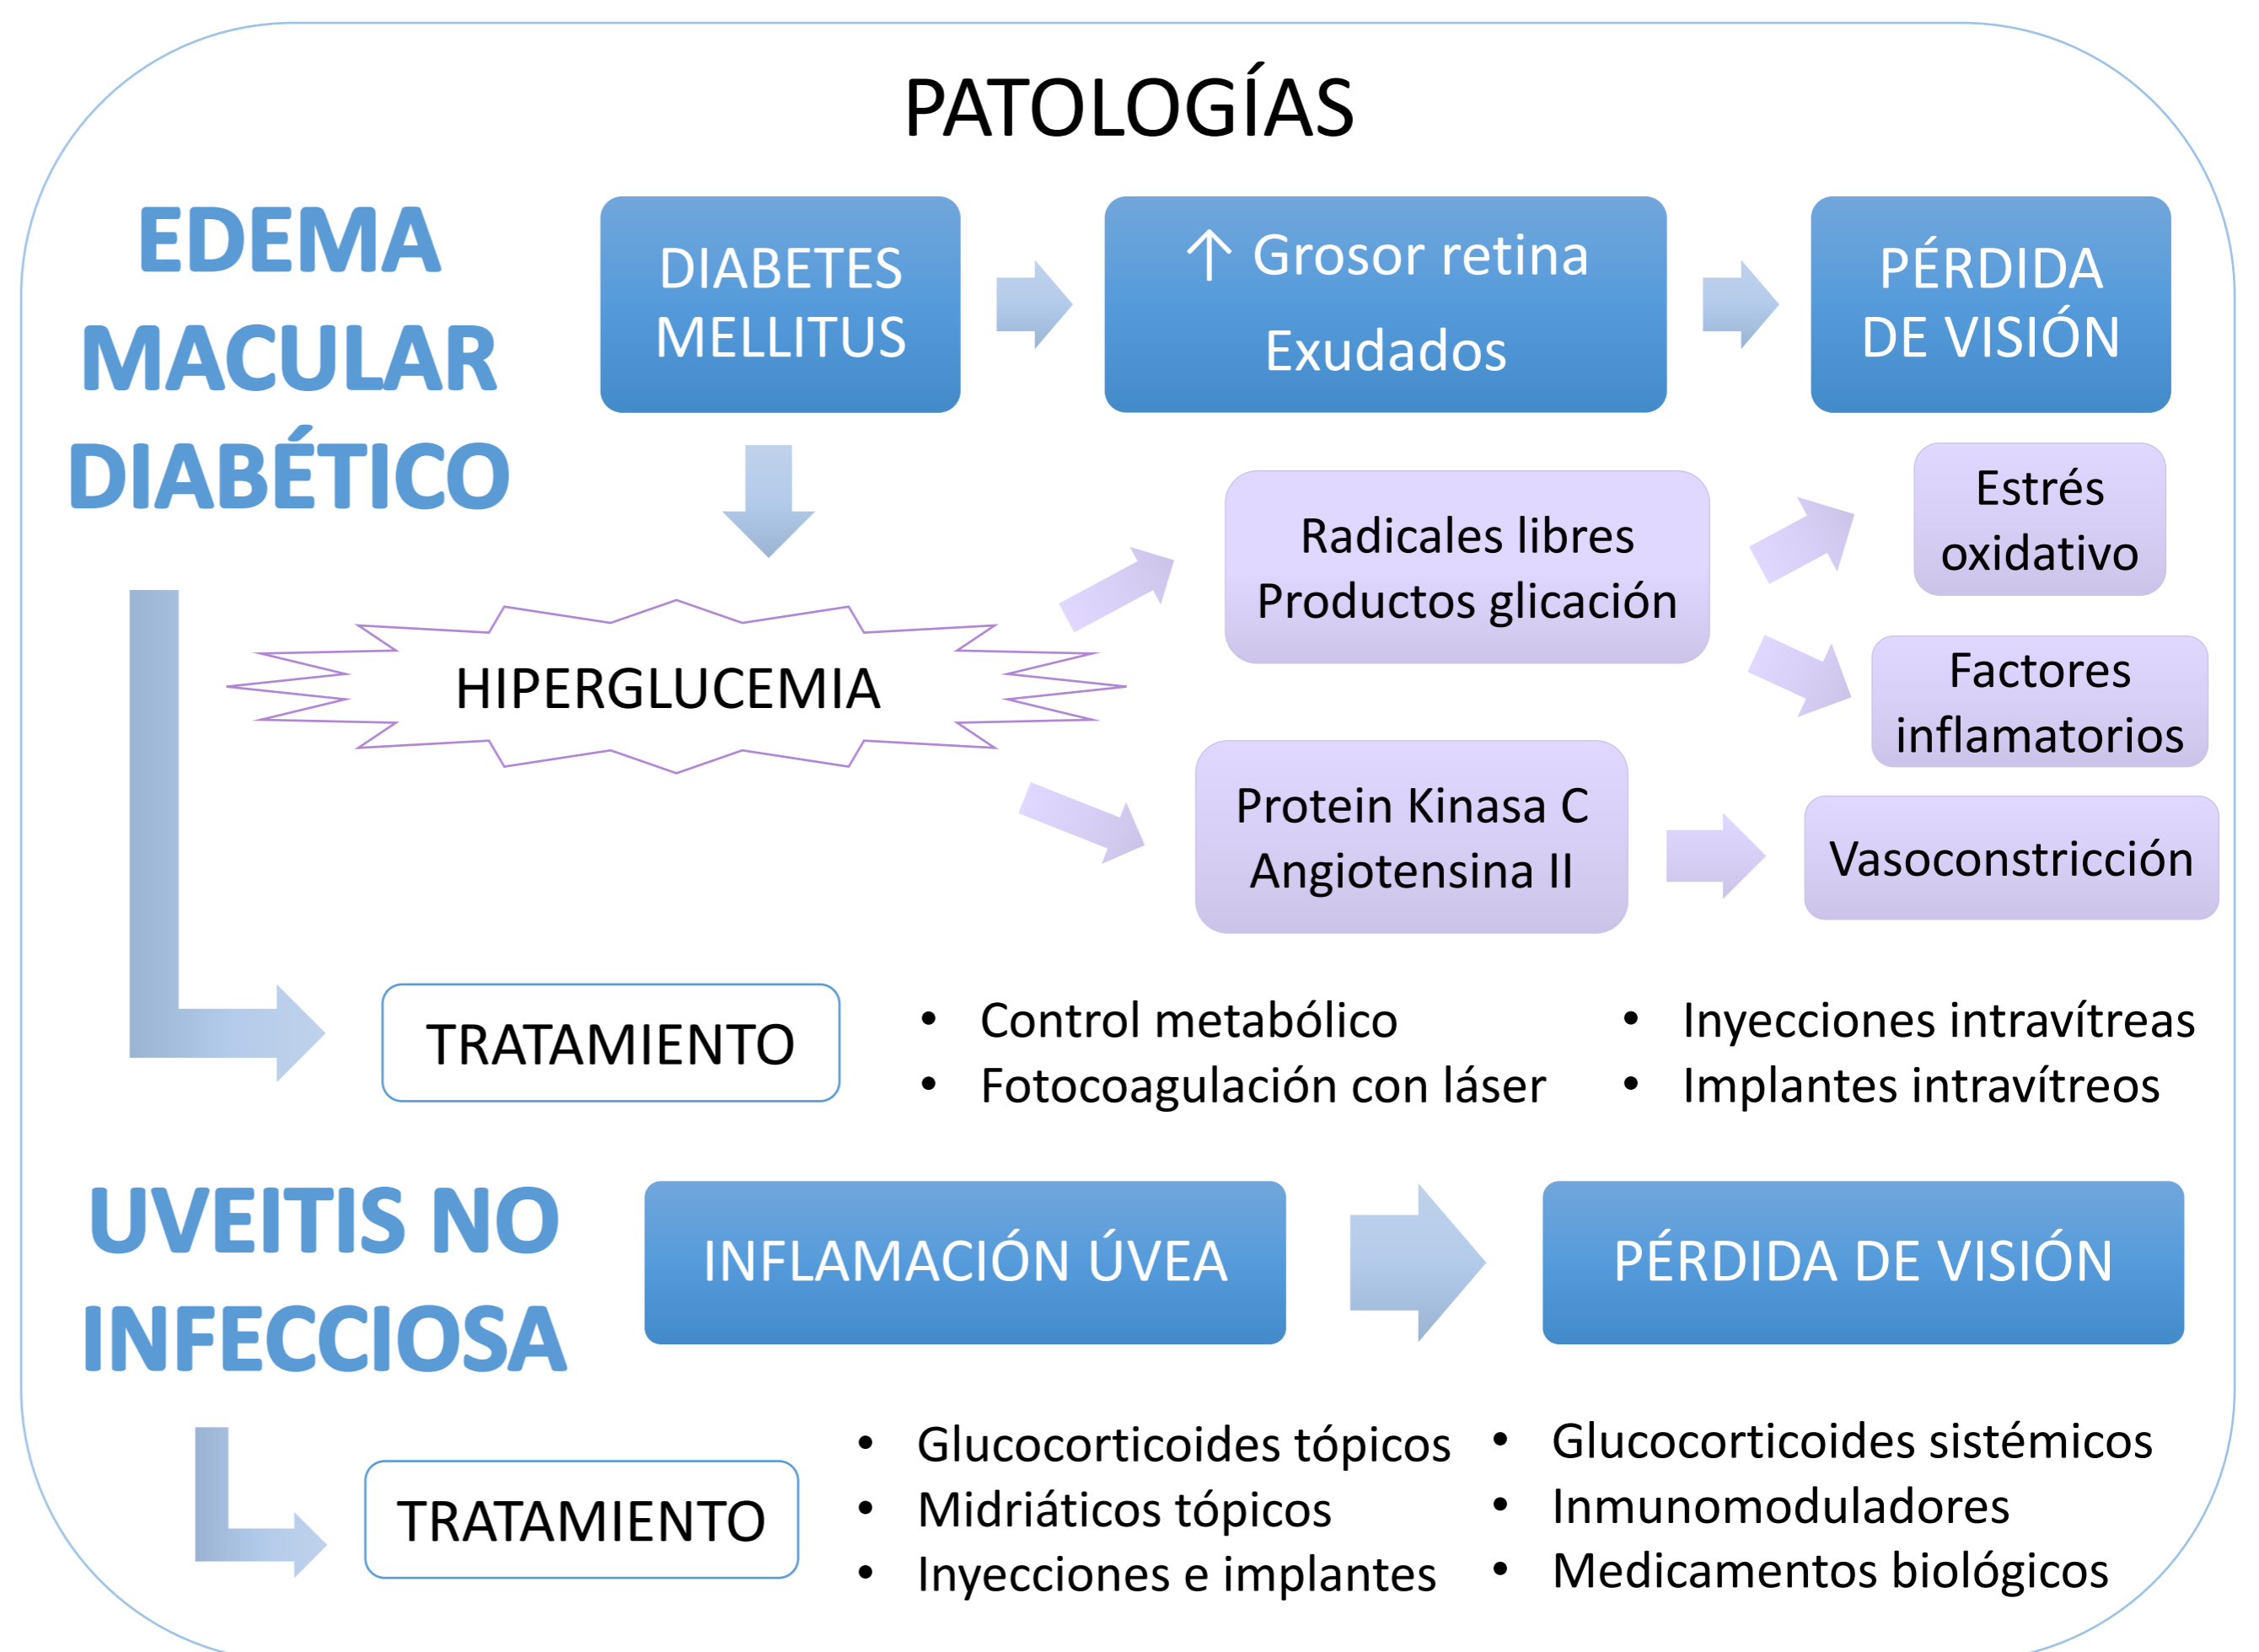 PATOLOGÍAS
EDEMA
MACULAR
DIABÉTICO
DIABETES
MELLITUS
↑ Grosor retina
Exudados
PÉRDIDA
DE VISIÓN
HIPERGLUCEMIA
Radicales libres
Productos glicación
Estrés
oxidativo
Factores
inflamatorios
Protein Kinasa C
Angiotensina II
Vasoconstricción
TRATAMIENTO
• Control metabólico
• Fotocoagulación con láser
• Inyecciones intravítreas
• Implantes intravítreos
UVEITIS NO
INFECCIOSA
INFLAMACIÓN ÚVEA
PÉRDIDA DE VISIÓN
TRATAMIENTO
• Glucocorticoides tópicos
• Midriáticos tópicos
• Inyecciones e implantes
• Glucocorticoides sistémicos
• Inmunomoduladores
• Medicamentos biológicos